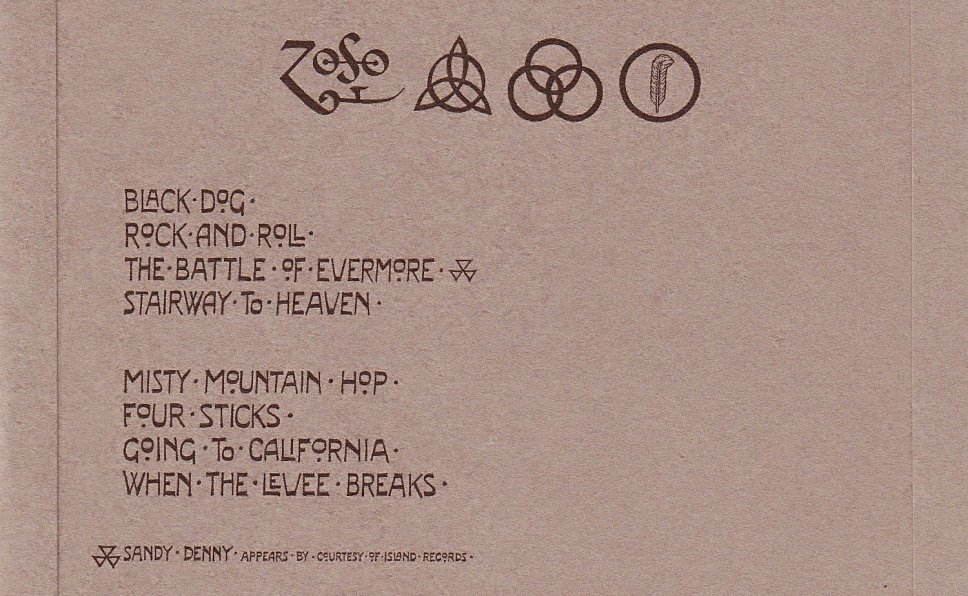 ZOSO
BLACK·DOG·
ROCK·AND·ROLL·
THE·BATTLE·OF·EVERMORE·
STAIRWAY·TO·HEAVEN·
MISTY·MOUNTAIN·HOP·
FOUR·STICKS·
GOING·TO·CALIFORNIA·
WHEN·THE·LEVEE·BREAKS·
SANDY·DENNY·APPEARS·BY·COURTESY·OF·ISLAND·RECORDS·